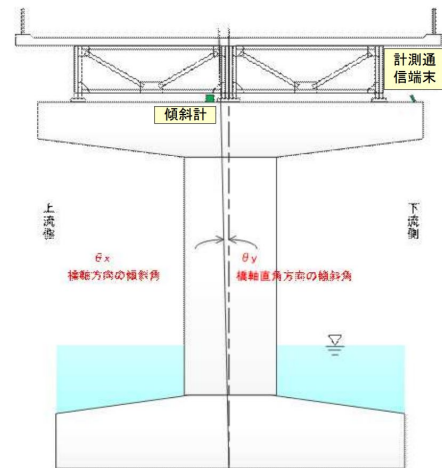 計測通
信端末
傾斜計
上流側
下流側
θx
橋軸方向の傾斜角
θy
橋軸直角方向の傾斜角